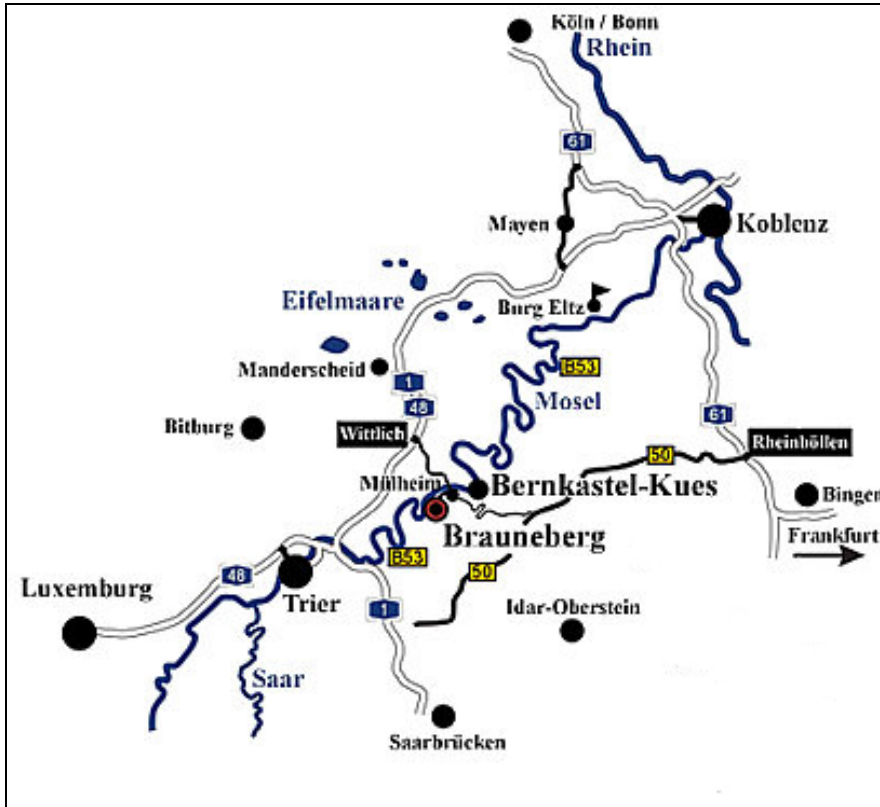 Köln / Bonn
Rhein
61
Mayen
Koblenz
Eifelmaare
Burg Eltz
Manderscheid
1
B53
48
Mosel
61
Bitburg
Wittlich
50
Rheinböllen
Mülheim
Bernkastel-Kues
Bingen
Brauneberg
Frankfurt
B53
48
50
Luxemburg
Trier
1
Idar-Oberstein
Saar
Saarbrücken